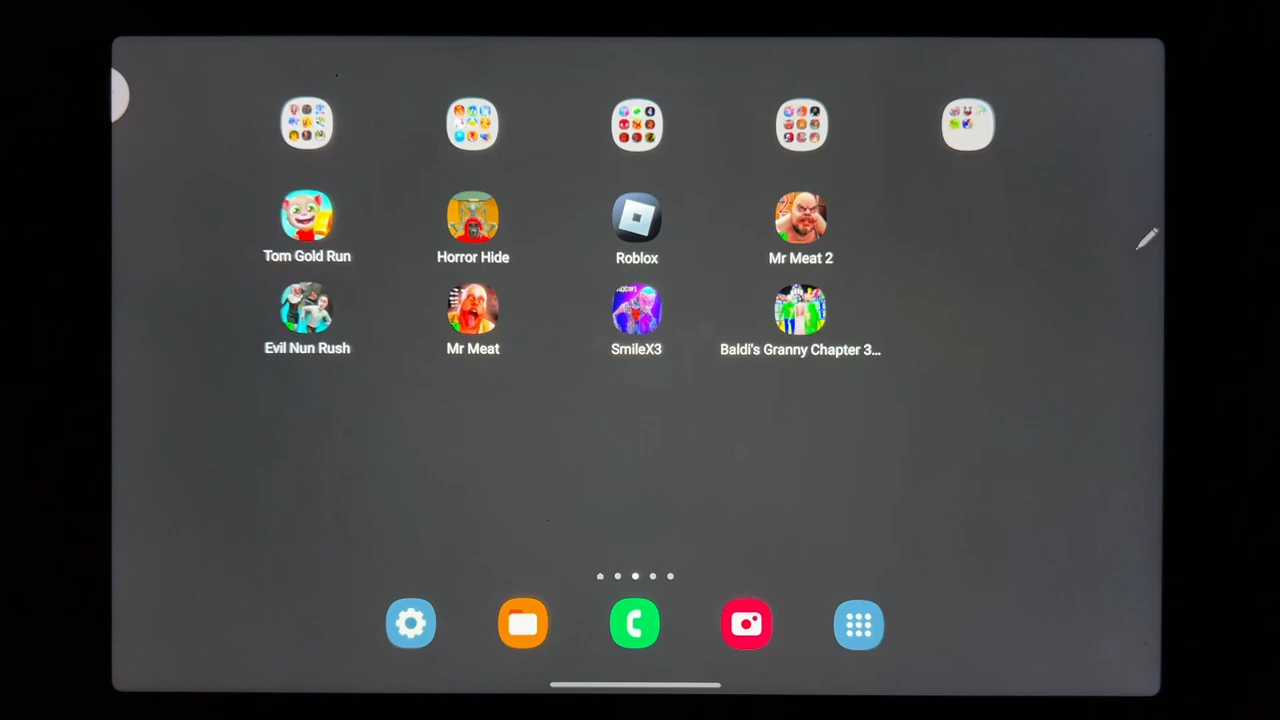 Tom Gold Run
Horror Hide
Roblox
Mr Meat 2
Evil Nun Rush
Mr Meat
SmileX3
Baldi's Granny Chapter 3...